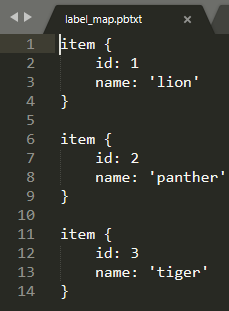 label_map.pbtxt ×
1 item {
2     id: 1
3     name: 'lion'
4 }
5
6 item {
7     id: 2
8     name: 'panther'
9 }
10
11 item {
12     id: 3
13     name: 'tiger'
14 }